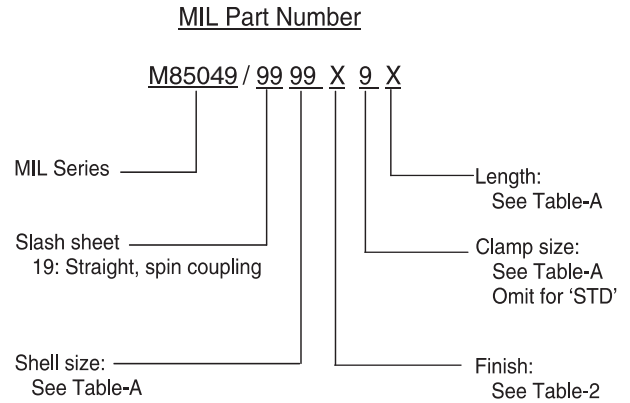 MIL Part Number
M85049 / 99 99 X 9 X
MIL Series
Length:
See Table-A
Slash sheet
19: Straight, spin coupling
Clamp size:
See Table-A
Omit for ‘STD’
Shell size:
See Table-A
Finish:
See Table-2